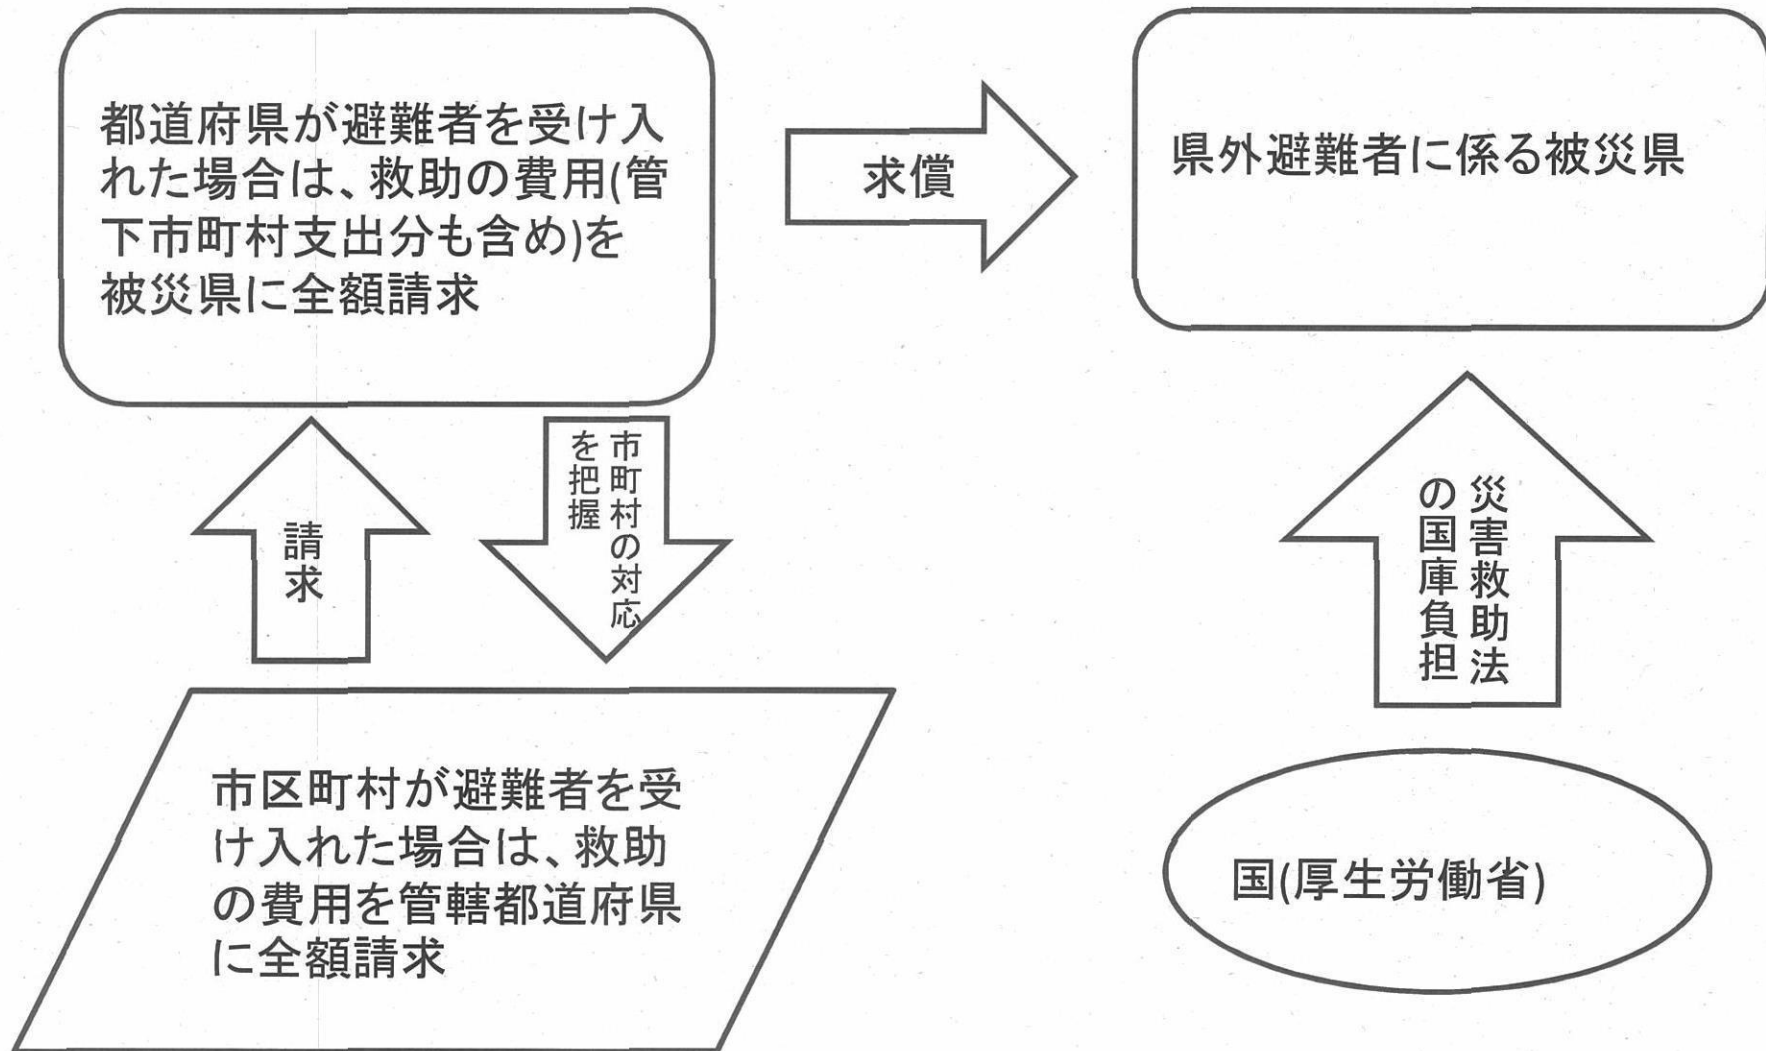 都道府県が避難者を受け入
れた場合は、救助の費用(管
下市町村支出分も含め)を
被災県に全額請求
求償
県外避難者に係る被災県
請求
市町村の対応
を把握
災害救助法
の国庫負担
市区町村が避難者を受
け入れた場合は、救助
の費用を管轄都道府県
に全額請求
国(厚生労働省)